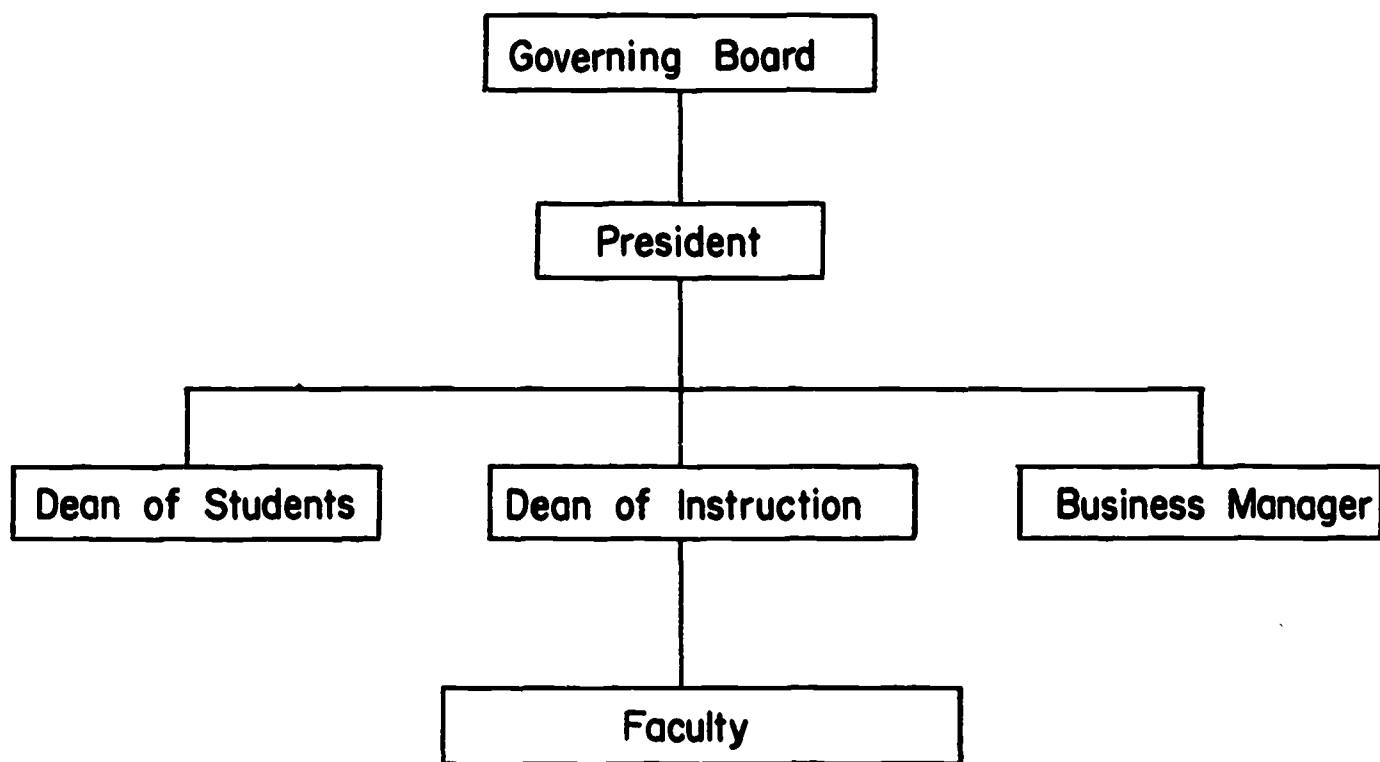 Governing Board
President
Dean of Students
Dean of Instruction
Business Manager
Faculty